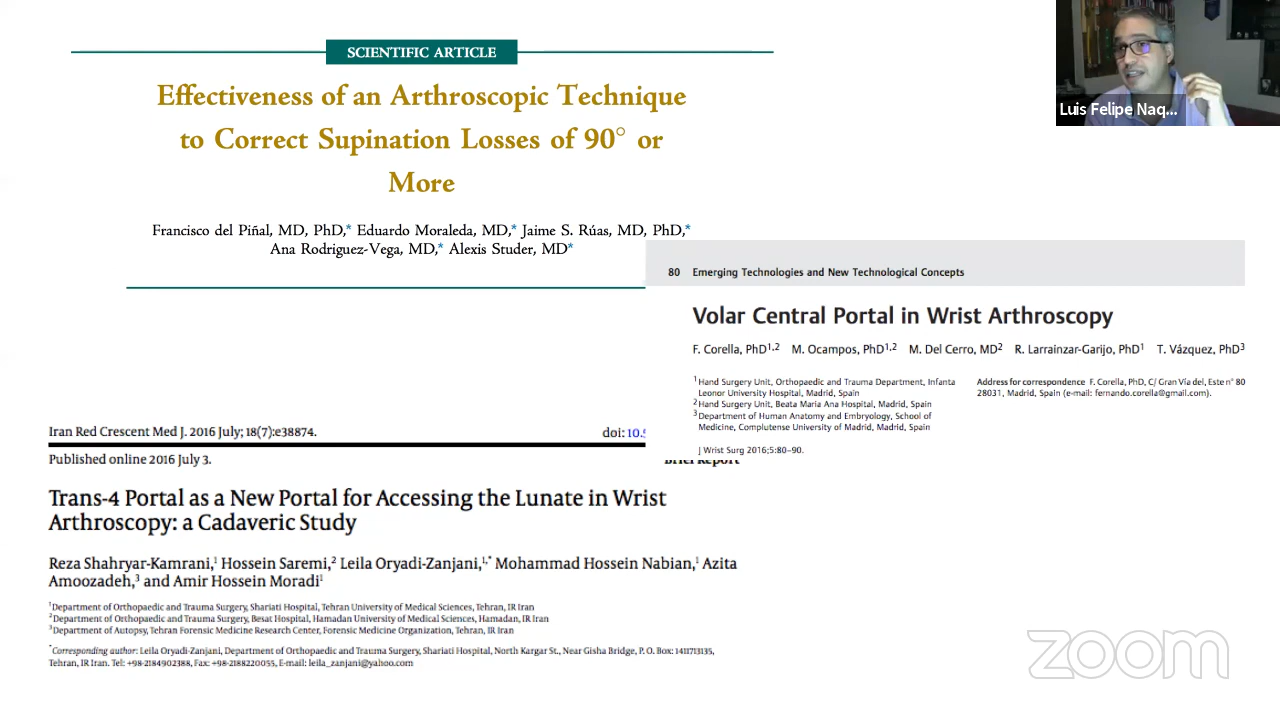 SCIENTIFIC ARTICLE
Effectiveness of an Arthroscopic Technique
to Correct Supination Losses of 90° or
More
Francisco del Piñal, MD, PhD,* Eduardo Moraleda, MD,* Jaime S. Rúas, MD, PhD,*
Ana Rodriguez-Vega, MD,* Alexis Studer, MD*
Luis Felipe Naq...
80 Emerging Technologies and New Technological Concepts
Volar Central Portal in Wrist Arthroscopy
F. Corella, PhD1,2 M. Ocampos, PhD1,2 M. Del Cerro, MD2 R. Larrainzar-Garijo, PhD1 T. Vázquez, PhD3
1 Hand Surgery Unit, Orthopaedic and Trauma Department, Infanta
Leonor University Hospital, Madrid, Spain
2 Hand Surgery Unit, Beata Maria Ana Hospital, Madrid, Spain
3 Department of Human Anatomy and Embryology, School of
Medicine, Complutense University of Madrid, Madrid, Spain
Address for correspondence F. Corella, PhD, C/ Gran Vía del, Este n° 80
28031, Madrid, Spain (e-mail: fernando.corella@gmail.com).
J Wrist Surg 2016;5:80–90.
Iran Red Crescent Med J. 2016 July; 18(7):e38874.
doi: 10.
Published online 2016 July 3.
Brief Report
Trans-4 Portal as a New Portal for Accessing the Lunate in Wrist
Arthroscopy: a Cadaveric Study
Reza Shahryar-Kamrani,1 Hossein Saremi,2 Leila Oryadi-Zanjani,1,* Mohammad Hossein Nabian,1 Azita
Amoozadeh,3 and Amir Hossein Moradi1
1Department of Orthopaedic and Trauma Surgery, Shariati Hospital, Tehran University of Medical Sciences, Tehran, IR Iran
2Department of Orthopaedic and Trauma Surgery, Besat Hospital, Hamadan University of Medical Sciences, Hamadan, IR Iran
3Department of Autopsy, Tehran Forensic Medicine Research Center, Forensic Medicine Organization, Tehran, IR Iran
*Corresponding author: Leila Oryadi-Zanjani, Department of Orthopaedic and Trauma Surgery, Shariati Hospital, North Kargar St., Near Gisha Bridge, P. O. Box: 1411713135,
Tehran, IR Iran. Tel: +98-2184902388, Fax: +98-2188220055, E-mail: leila_zanjani@yahoo.com
zoom